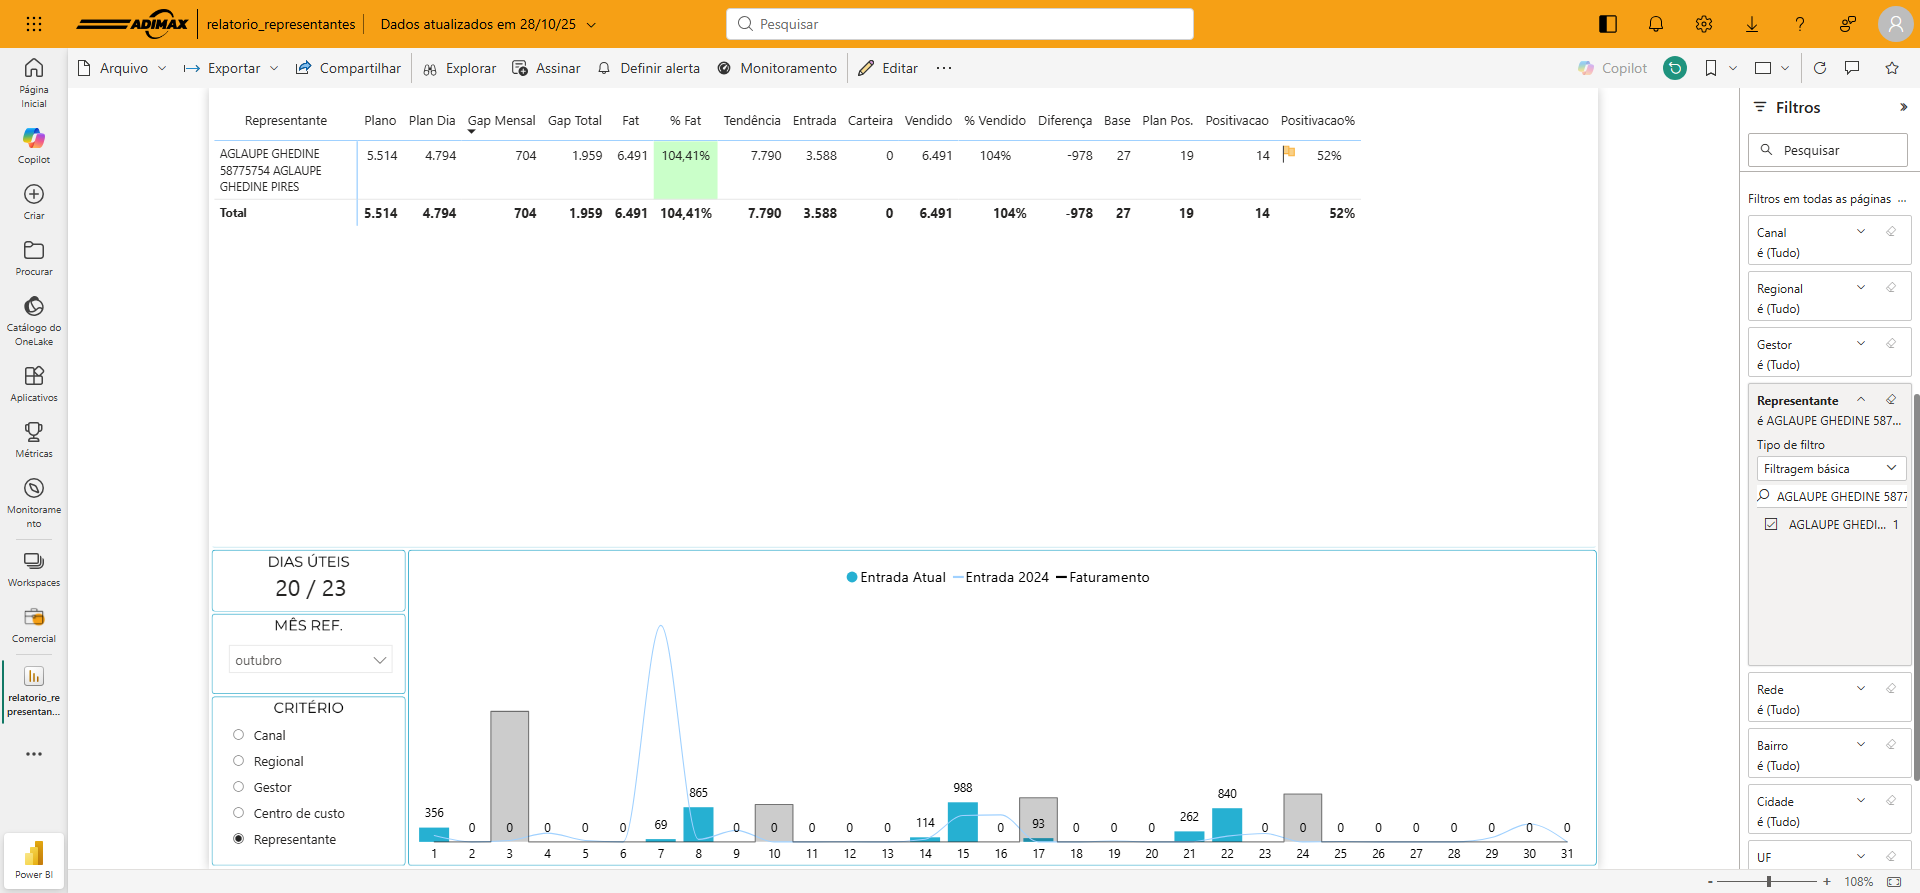 ADIMAX relatorio_representantes Dados atualizados em 28/10/25 Pesquisar
Arquivo Exportar Compartilhar Explorar Assinar Definir alerta Monitoramento Editar ... Copilot
Página Inicial
Copilot
Criar
Procurar
Catálogo do OneLake
Aplicativos
Métricas
Monitorame
nto
Workspaces
Comercial
relatorio_re
presentan...
Power BI
Representante Plano Plan Dia Gap Mensal Gap Total Fat % Fat Tendência Entrada Carteira Vendido % Vendido Diferença Base Plan Pos. Positivacao Positivacao%
AGLAUPE GHEDINE 5.514 4.794 704 1.959 6.491 104,41% 7.790 3.588 0 6.491 104% -978 27 19 14 52%
58775754 AGLAUPE
GHEDINE PIRES
Total 5.514 4.794 704 1.959 6.491 104,41% 7.790 3.588 0 6.491 104% -978 27 19 14 52%
DIAS ÚTEIS
20 / 23
MÊS REF.
outubro
CRITÉRIO
Canal
Regional
Gestor
Centro de custo
Representante
Entrada Atual Entrada 2024 Faturamento
356 0 0 0 0 0 69 865 0 0 0 0 0 114 988 0 93 0 0 0 262 840 0 0 0 0 0 0 0 0 0
1 2 3 4 5 6 7 8 9 10 11 12 13 14 15 16 17 18 19 20 21 22 23 24 25 26 27 28 29 30 31
Filtros
Pesquisar
Filtros em todas as páginas ...
Canal
é (Tudo)
Regional
é (Tudo)
Gestor
é (Tudo)
Representante
é AGLAUPE GHEDINE 587...
Tipo de filtro
Filtragem básica
AGLAUPE GHEDINE 5877
AGLAUPE GHEDI... 1
Rede
é (Tudo)
Bairro
é (Tudo)
Cidade
é (Tudo)
UF
- + 108%